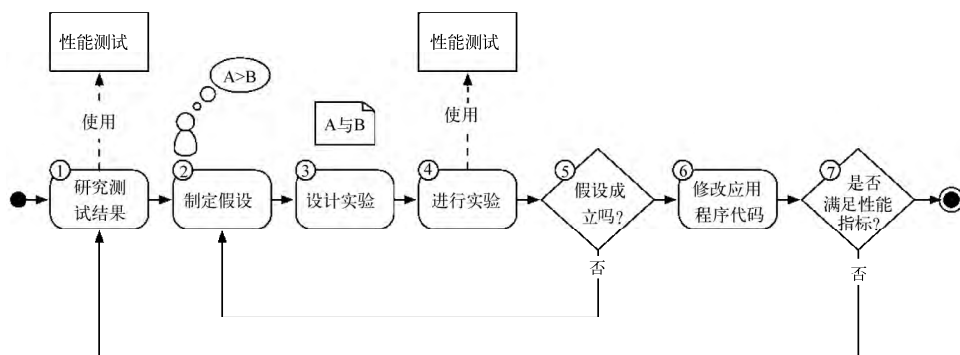 性能测试
性能测试
A>B
使用
A与B
使用
①
研究测
试结果
②
制定假设
③
设计实验
④
进行实验
⑤
假设成
立吗?
⑥
修改应用
程序代码
⑦
是否
满足性能
指标?
否
否